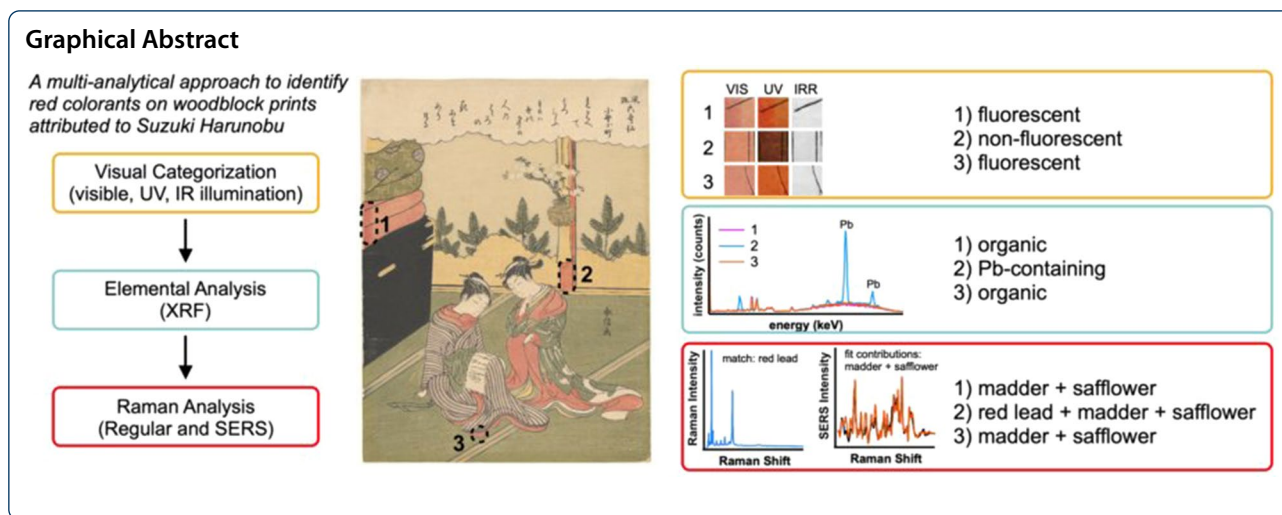 Graphical Abstract
A multi-analytical approach to identify
red colorants on woodblock prints
attributed to Suzuki Harunobu
Visual Categorization
(visible, UV, IR illumination)
Elemental Analysis
(XRF)
Raman Analysis
(Regular and SERS)
1
2
3
VIS UV IRR
1
2
3
1) fluorescent
2) non-fluorescent
3) fluorescent
intensity (counts)
1
2
3
Pb
Pb
energy (keV)
1) organic
2) Pb-containing
3) organic
Raman Intensity
match: red lead
Raman Shift
SERS Intensity
fit contributions:
madder + safflower
Raman Shift
1) madder + safflower
2) red lead + madder + safflower
3) madder + safflower